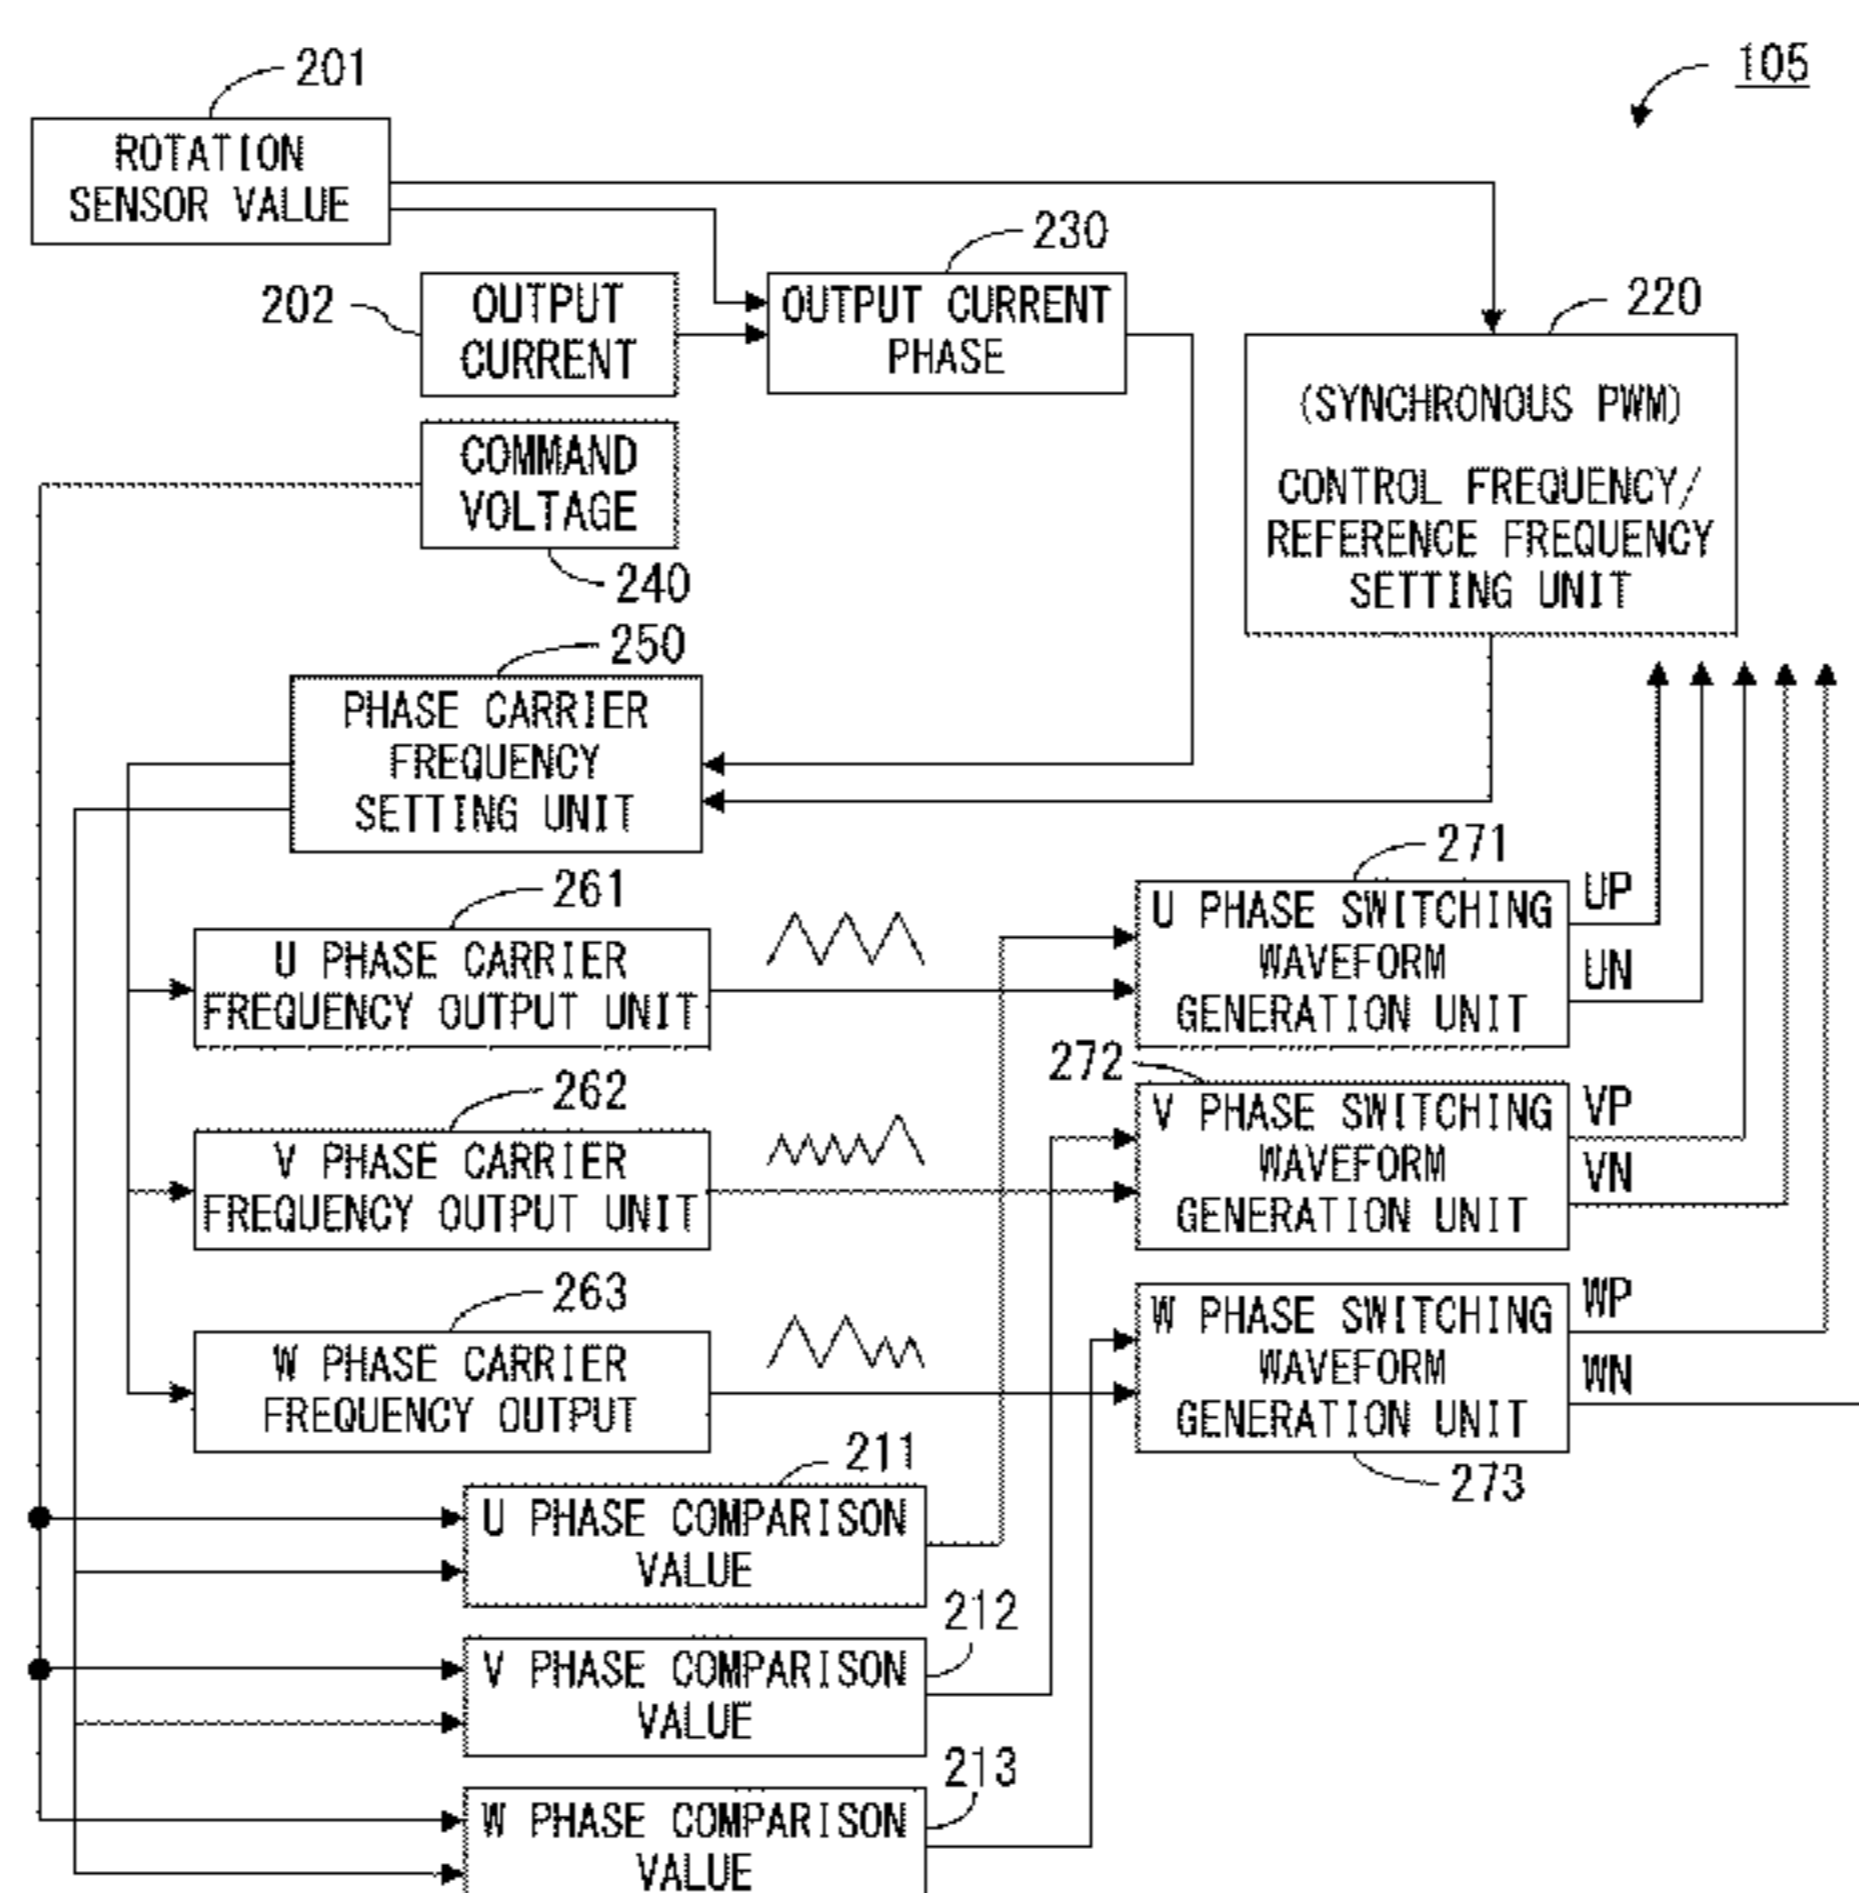 201
105
ROTATION
SENSOR VALUE
230
202
OUTPUT
CURRENT
OUTPUT CURRENT
PHASE
220
(SYNCHRONOUS PWM)
CONTROL FREQUENCY/
REFERENCE FREQUENCY
SETTING UNIT
COMMAND
VOLTAGE
240
250
PHASE CARRIER
FREQUENCY
SETTING UNIT
261
U PHASE CARRIER
FREQUENCY OUTPUT UNIT
271
U PHASE SWITCHING
WAVEFORM
GENERATION UNIT
UP
UN
262
V PHASE CARRIER
FREQUENCY OUTPUT UNIT
272
V PHASE SWITCHING
WAVEFORM
GENERATION UNIT
VP
VN
263
W PHASE CARRIER
FREQUENCY OUTPUT
W PHASE SWITCHING
WAVEFORM
GENERATION UNIT
WP
WN
273
211
U PHASE COMPARISON
VALUE
212
V PHASE COMPARISON
VALUE
213
W PHASE COMPARISON
VALUE